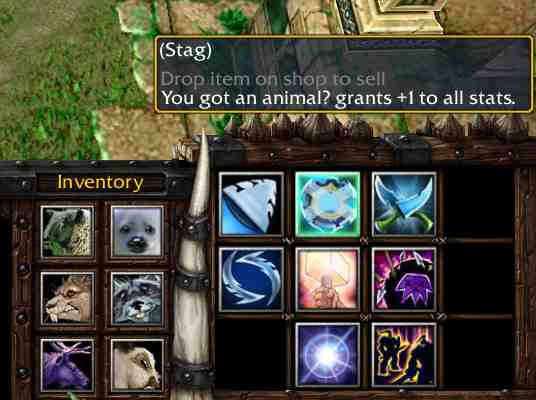 (Stag)
Drop item on shop to sell
You got an animal? grants +1 to all stats.
Inventory